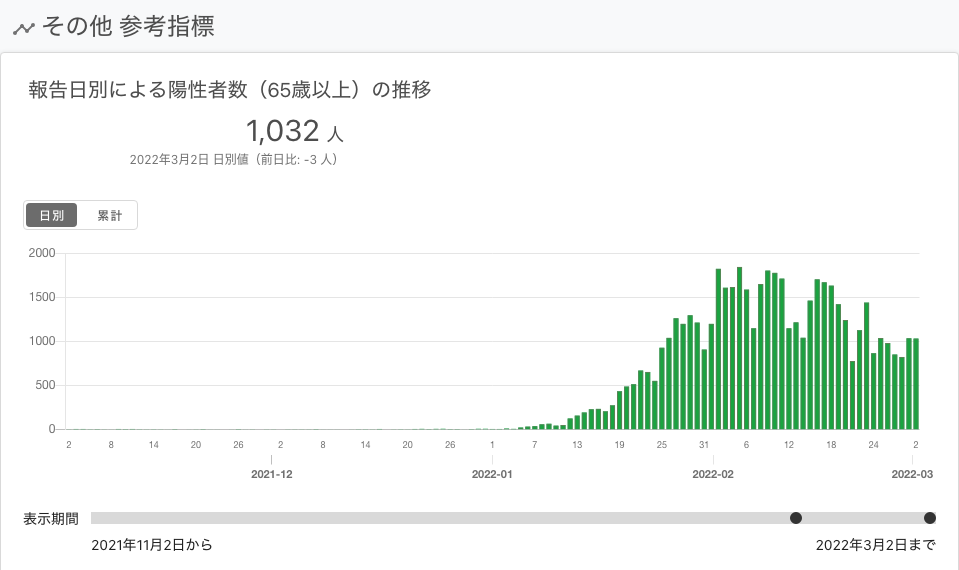 その他 参考指標
報告日別による陽性者数（65歳以上）の推移
1,032 人
2022年3月2日 日別値（前日比: -3 人）
日別 累計
2000
1500
1000
500
0
2 8 14 20 26 2 8 14 20 26 1 7 13 19 25 31 6 12 18 24 2
2021-12 2022-01 2022-02 2022-03
表示期間
2021年11月2日から 2022年3月2日まで